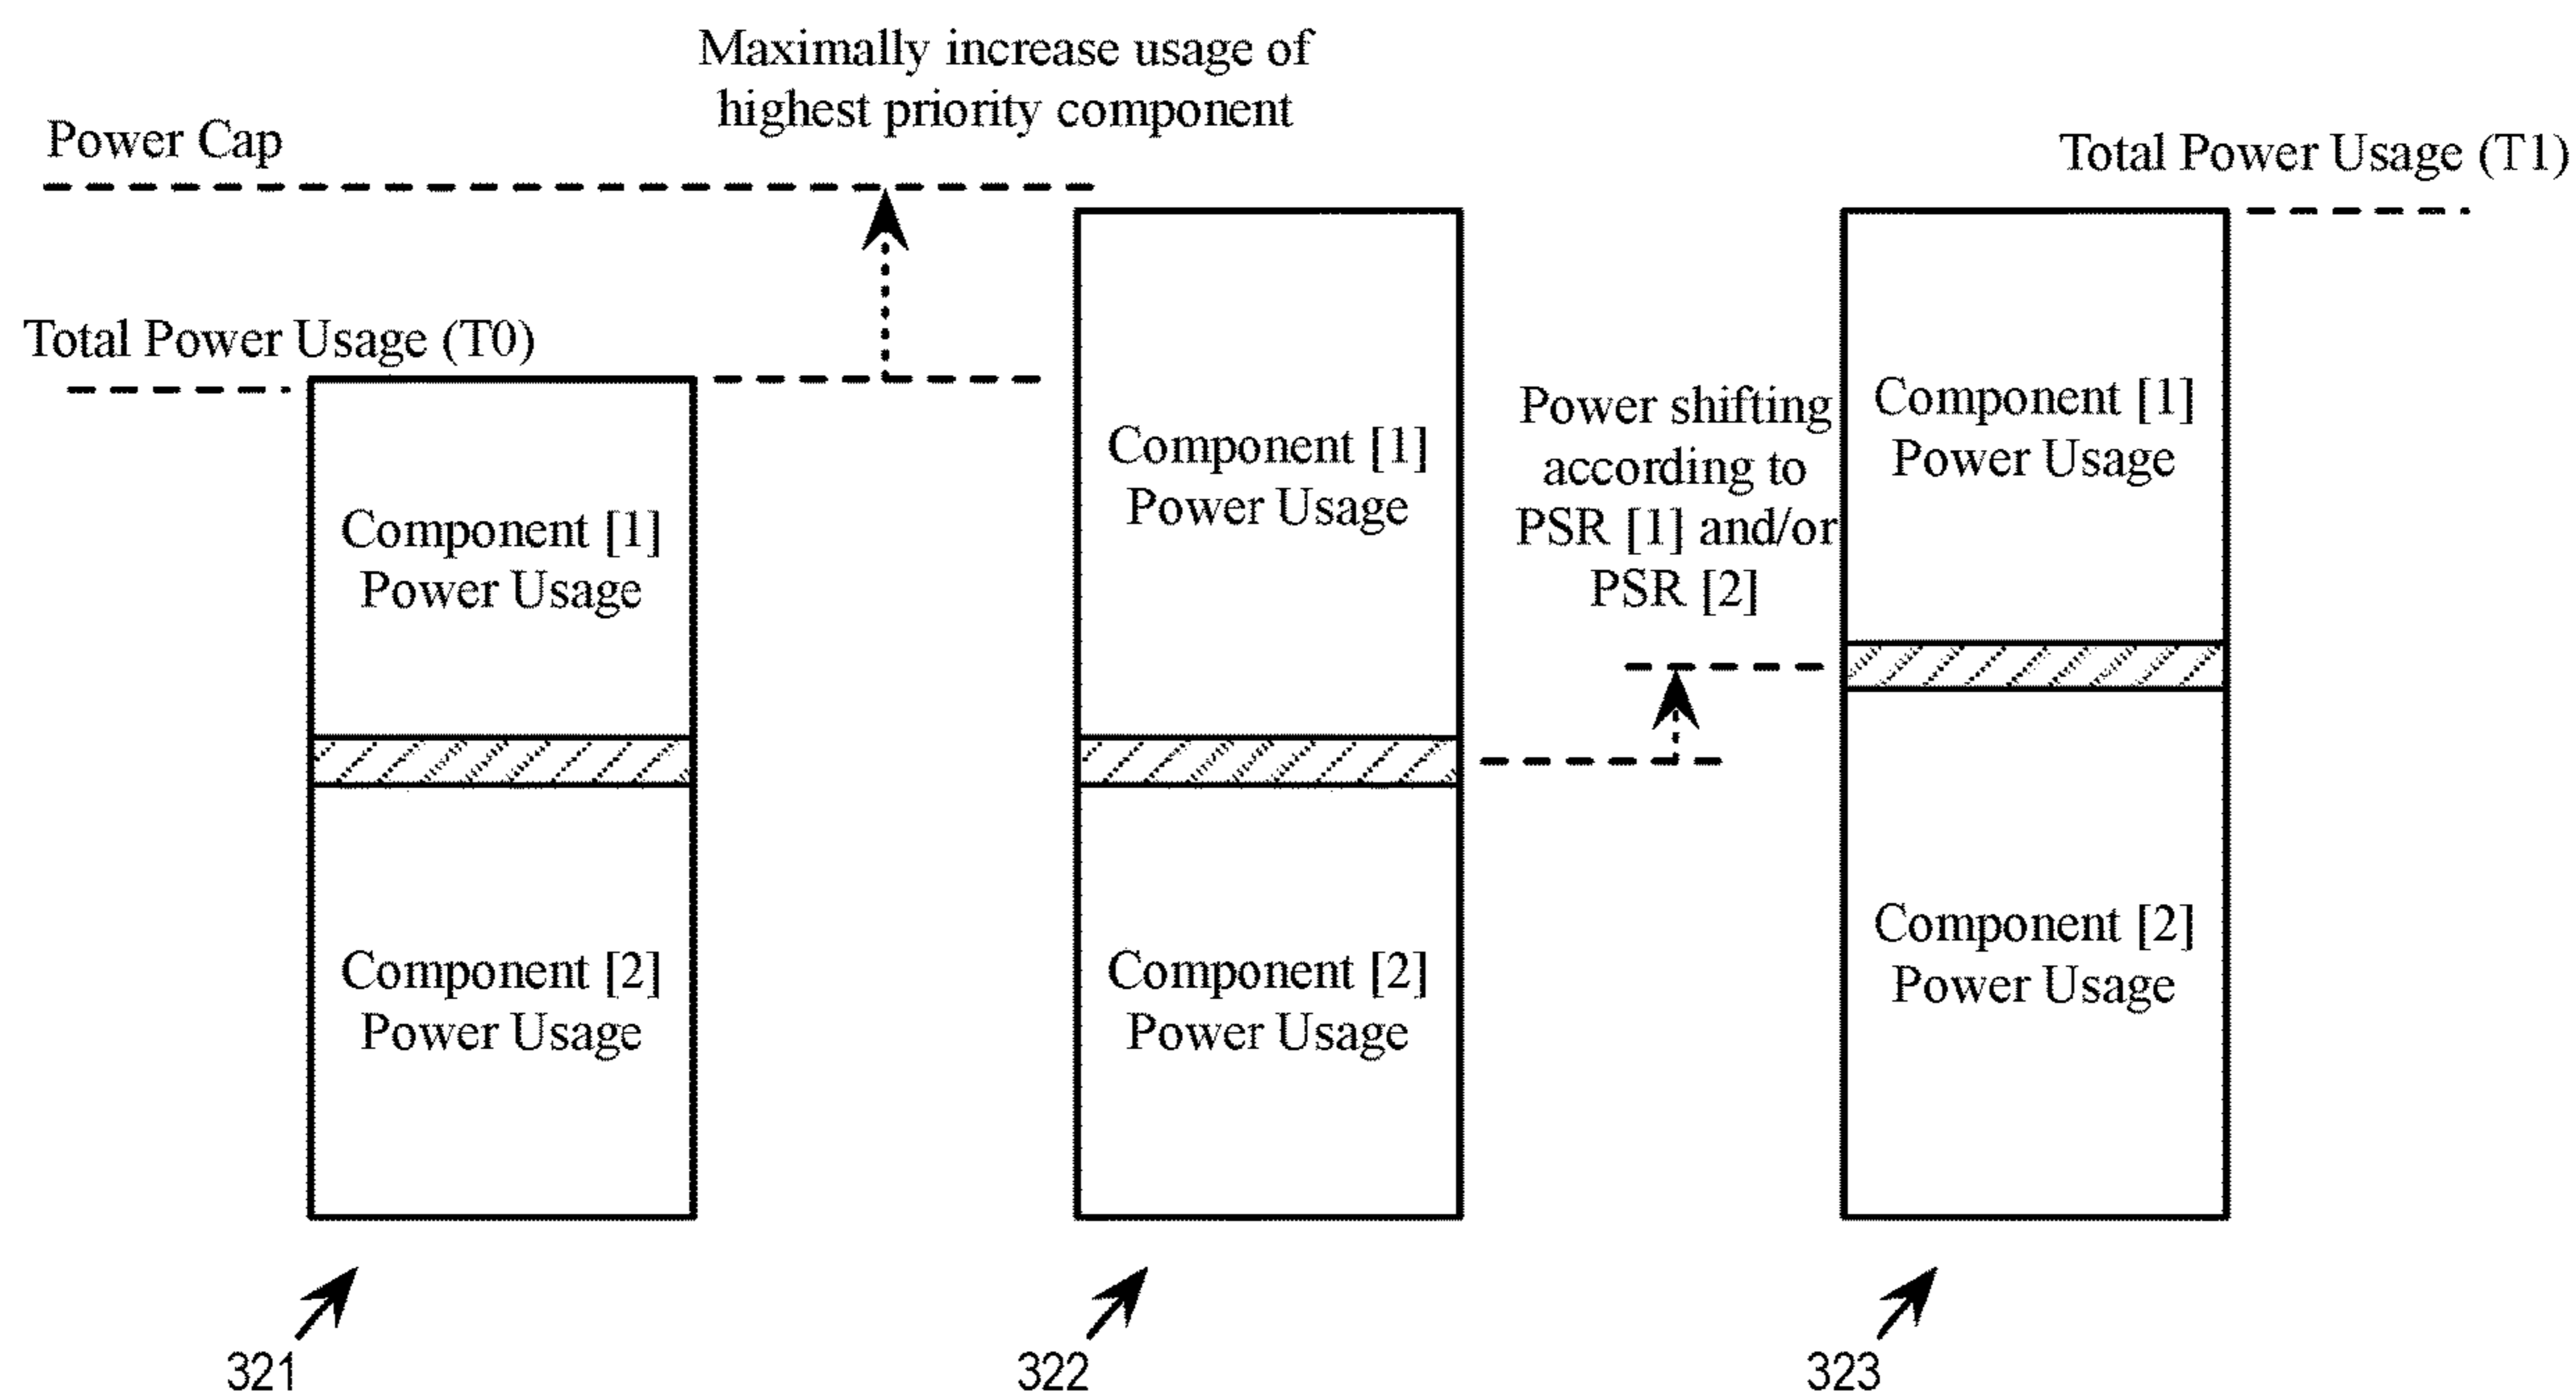 Maximally increase usage of
highest priority component
Power Cap
Total Power Usage (T1)
Total Power Usage (T0)
Component [1]
Power Usage
Component [2]
Power Usage
Component [1]
Power Usage
Component [2]
Power Usage
Power shifting
according to
PSR [1] and/or
PSR [2]
Component [1]
Power Usage
Component [2]
Power Usage
321
322
323